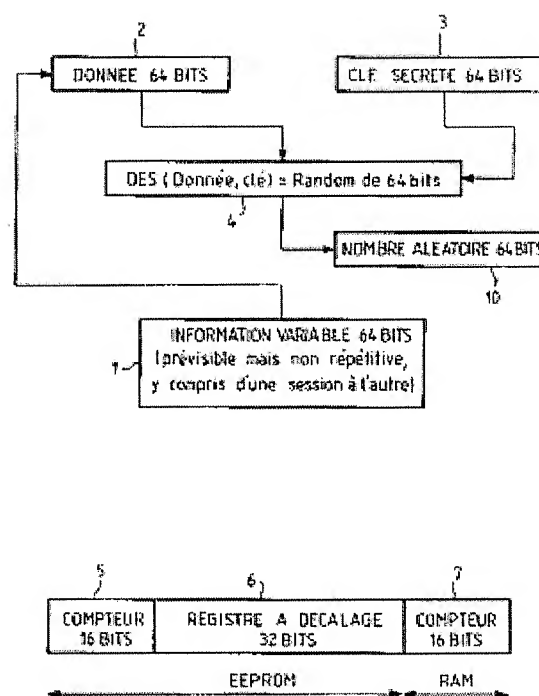 2
3
DONNEE 64 BITS
CLE SECRETE 64 BITS
DES (Donnée, clé) = Random de 64 bits
4
NOMBRE ALEATOIRE 64 BITS
10
1
INFORMATION VARIABLE 64 BITS
(prévisible mais non répétitive,
y compris d'une session à l'autre)
5
6
7
COMPTEUR
16 BITS
REGISTRE A DECALAGE
32 BITS
COMPTEUR
16 BITS
EEPROM
RAM